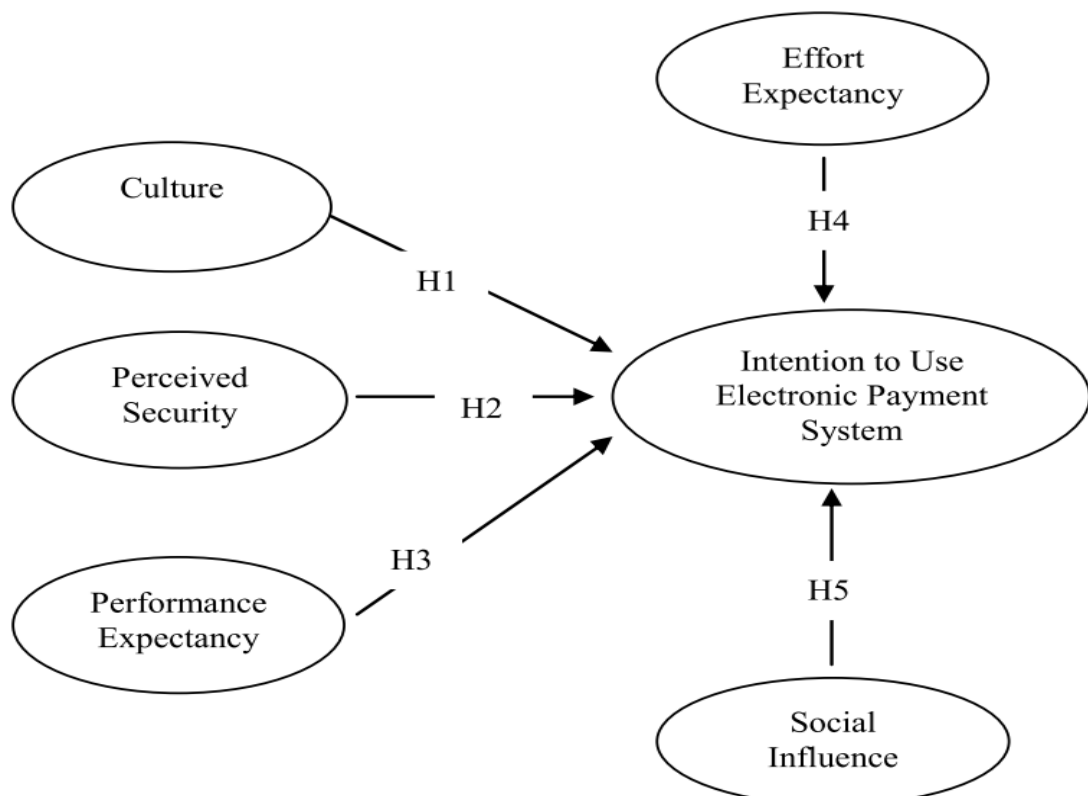 Effort
Expectancy
Culture
H4
H1
Perceived
Security
H2
Intention to Use
Electronic Payment
System
H3
Performance
Expectancy
H5
Social
Influence